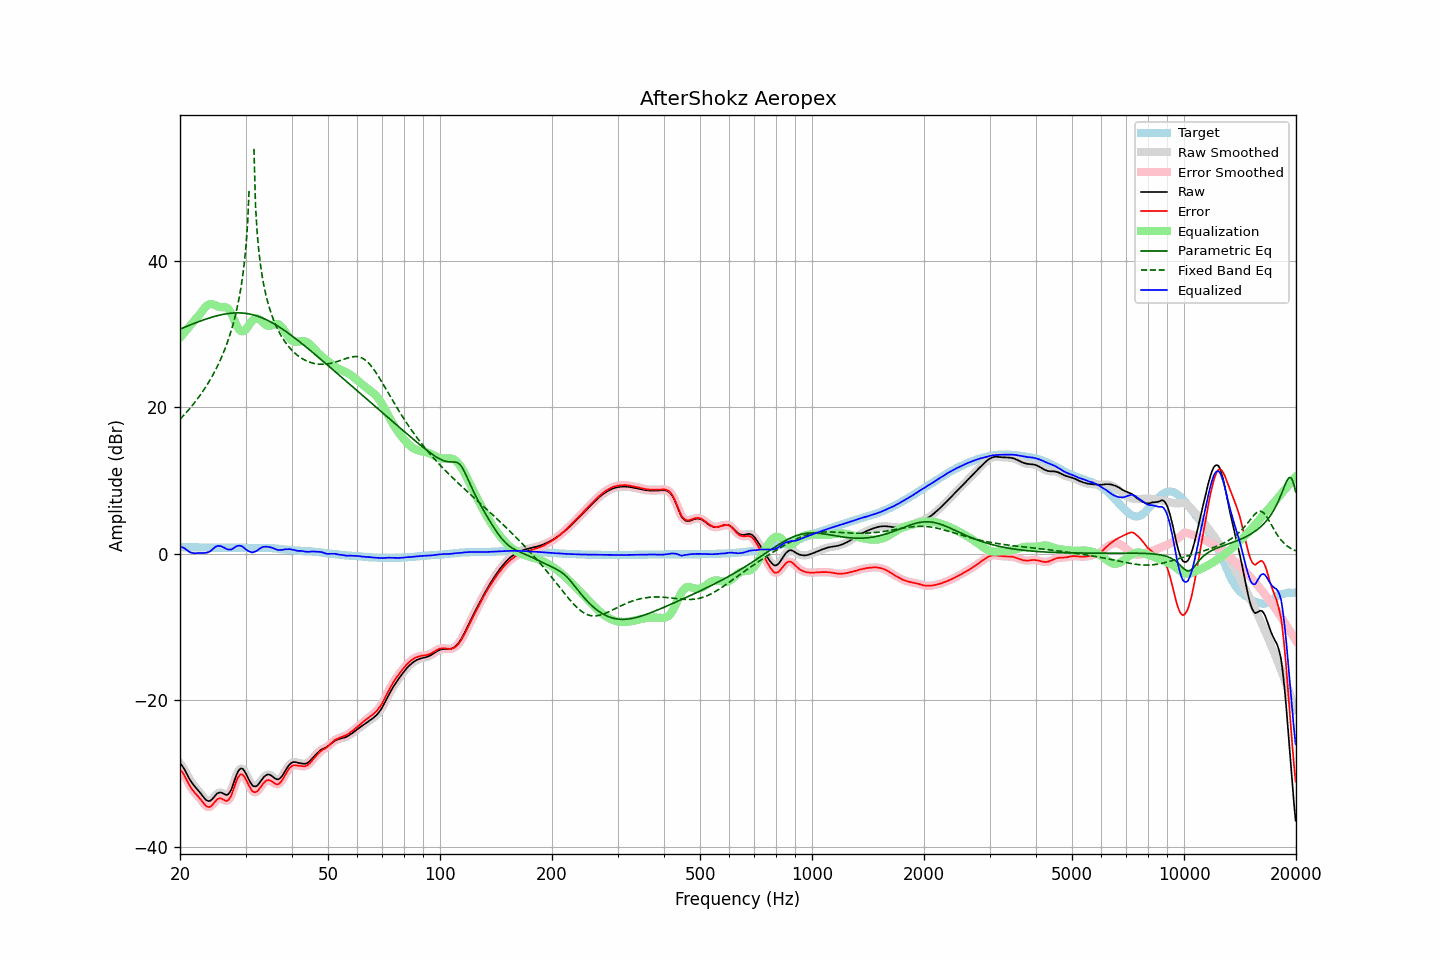 AfterShokz Aeropex
Target
Raw Smoothed
Error Smoothed
Raw
Error
Equalization
Parametric Eq
Fixed Band Eq
Equalized
Amplitude (dBr)
40
20
0
−20
−40
20 50 100 200 500 1000 2000 5000 10000 20000
Frequency (Hz)